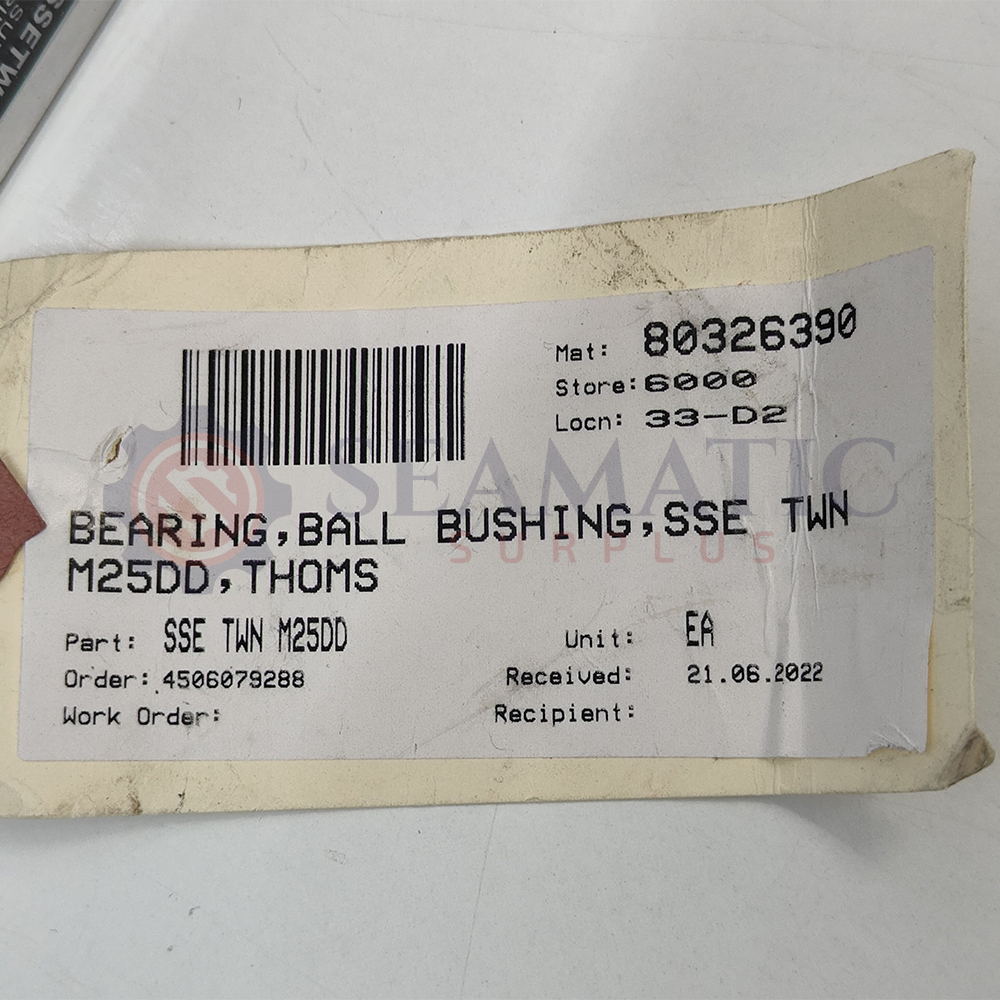 SSETW
Mat: 80326390
Store: 6000
Locn: 33-D2
SEAMATIC
SURPLUS
BEARING,BALL BUSHING,SSE TWN
M25DD,THOMS
Part: SSE TWN M25DD
Unit: EA
Order: 4506079288
Received: 21.06.2022
Work Order:
Recipient: